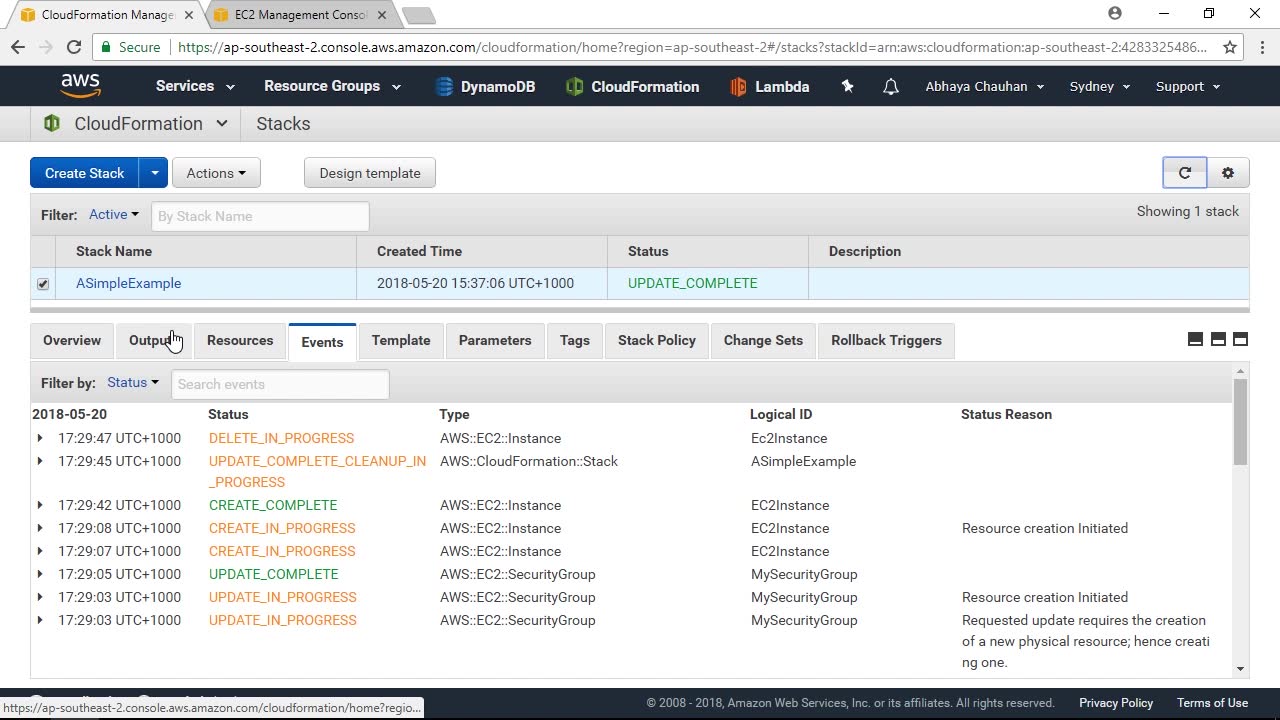 CloudFormation Manage
EC2 Management Conso
Secure
https://ap-southeast-2.console.aws.amazon.com/cloudformation/home?region=ap-southeast-2#/stacks?stackId=arn:aws:cloudformation:ap-southeast-2:4283325486...
aws
Services
Resource Groups
DynamoDB
CloudFormation
Lambda
Abhaya Chauhan
Sydney
Support
CloudFormation
Stacks
Create Stack
Actions
Design template
Filter: Active
By Stack Name
Showing 1 stack
Stack Name Created Time Status Description
ASimpleExample 2018-05-20 15:37:06 UTC+1000 UPDATE_COMPLETE
Overview Outpu Resources Events Template Parameters Tags Stack Policy Change Sets Rollback Triggers
Filter by: Status
Search events
2018-05-20 Status Type Logical ID Status Reason
17:29:47 UTC+1000 DELETE_IN_PROGRESS AWS::EC2::Instance Ec2Instance
17:29:45 UTC+1000 UPDATE_COMPLETE_CLEANUP_IN AWS::CloudFormation::Stack ASimpleExample
_PROGRESS
17:29:42 UTC+1000 CREATE_COMPLETE AWS::EC2::Instance EC2Instance
17:29:08 UTC+1000 CREATE_IN_PROGRESS AWS::EC2::Instance EC2Instance Resource creation Initiated
17:29:07 UTC+1000 CREATE_IN_PROGRESS AWS::EC2::Instance EC2Instance
17:29:05 UTC+1000 UPDATE_COMPLETE AWS::EC2::SecurityGroup MySecurityGroup
17:29:03 UTC+1000 UPDATE_IN_PROGRESS AWS::EC2::SecurityGroup MySecurityGroup Resource creation Initiated
17:29:03 UTC+1000 UPDATE_IN_PROGRESS AWS::EC2::SecurityGroup MySecurityGroup Requested update requires the creation
of a new physical resource; hence creati
ng one.
https://ap-southeast-2.console.aws.amazon.com/cloudformation/home?regio...
© 2008 - 2018, Amazon Web Services, Inc. or its affiliates. All rights reserved.
Privacy Policy
Terms of Use